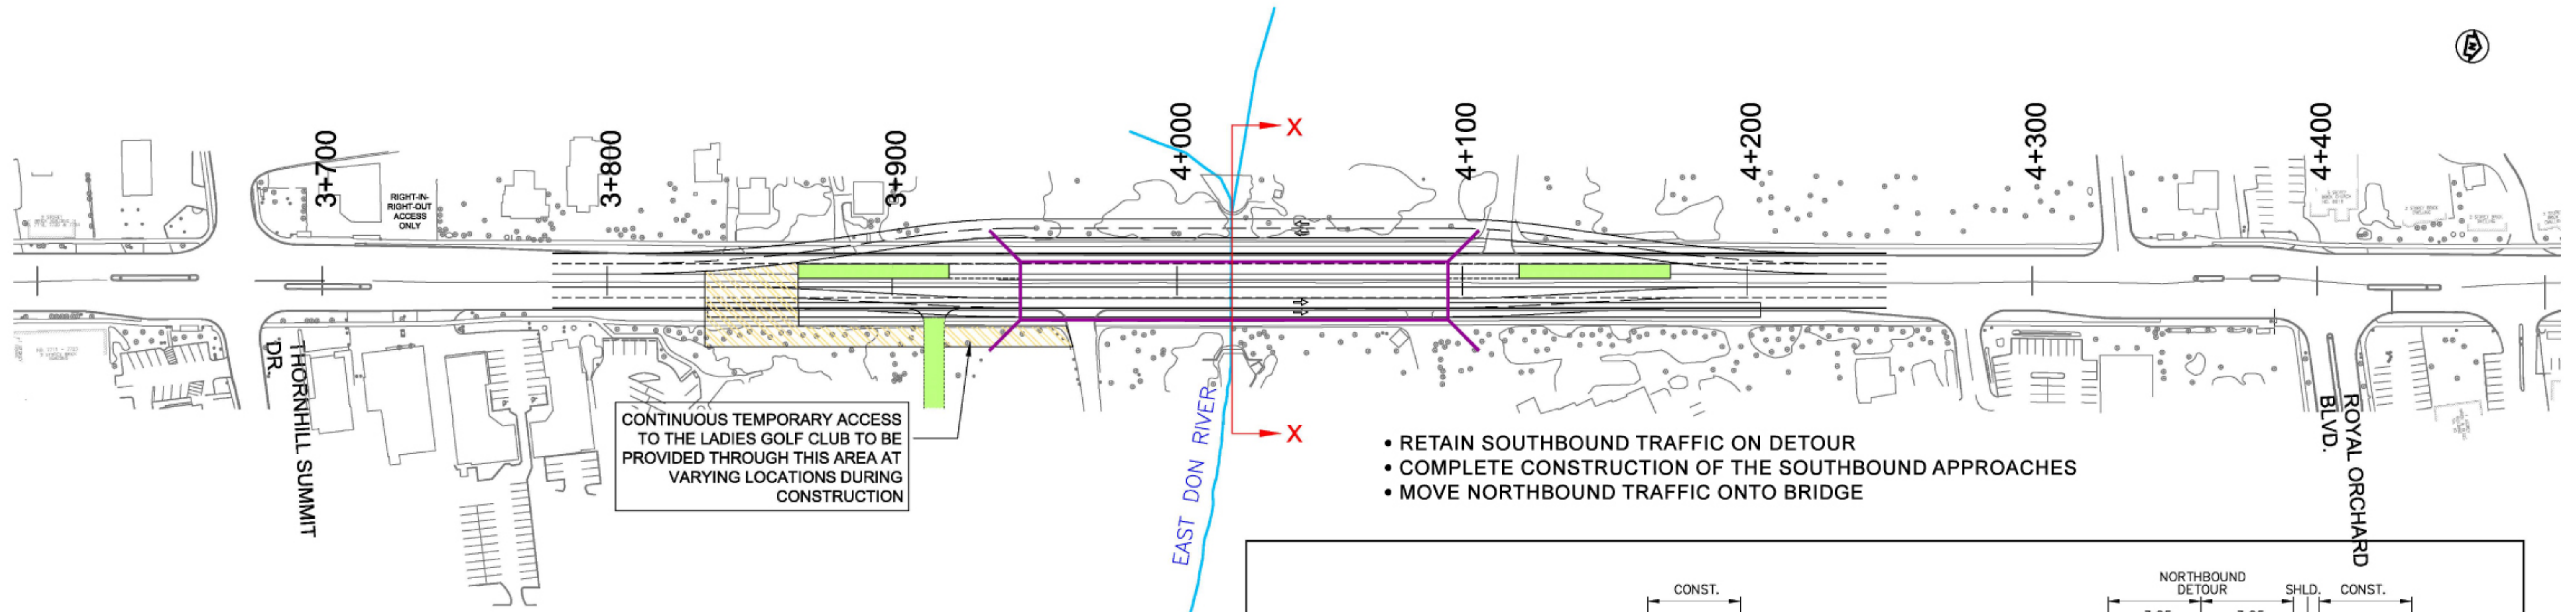 N
3+700
3+800
3+900
4+000
4+100
4+200
4+300
4+400
X
RIGHT-IN-
RIGHT-OUT
ACCESS
ONLY
THORNHILL SUMMIT
DR.
CONTINUOUS TEMPORARY ACCESS
TO THE LADIES GOLF CLUB TO BE
PROVIDED THROUGH THIS AREA AT
VARYING LOCATIONS DURING
CONSTRUCTION
EAST DON RIVER
X
• RETAIN SOUTHBOUND TRAFFIC ON DETOUR
• COMPLETE CONSTRUCTION OF THE SOUTHBOUND APPROACHES
• MOVE NORTHBOUND TRAFFIC ONTO BRIDGE
ROYAL ORCHARD
BLVD.
CONST.
NORTHBOUND
DETOUR
SHLD.
CONST.